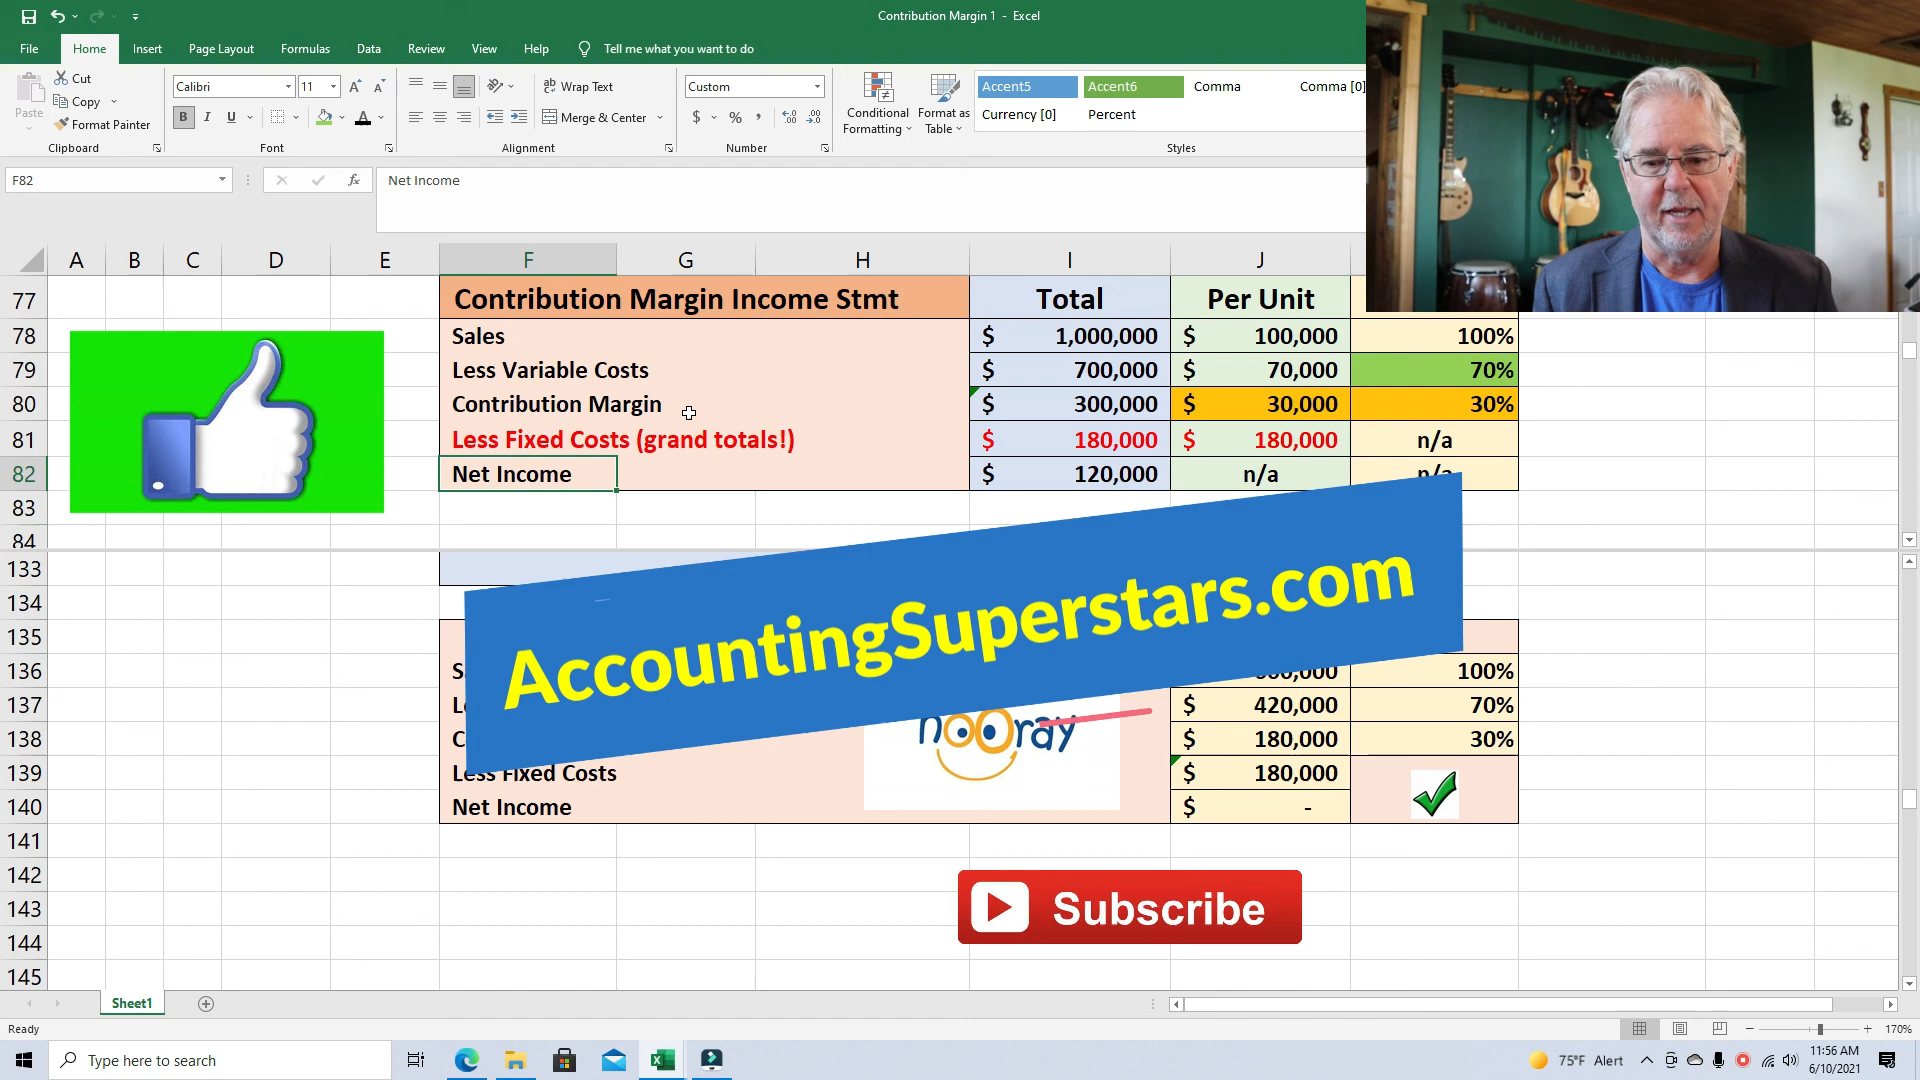 Contribution Margin 1 - Excel
File Home Insert Page Layout Formulas Data Review View Help Tell me what you want to do
Paste
Cut
Copy
Format Painter
Clipboard
Calibri 11
B I U
Font
Wrap Text
Merge & Center
Alignment
Custom
$ % ,
Number
Conditional Formatting
Format as Table
Accent5 Accent6 Comma Comma [0]
Currency [0] Percent
Styles
F82 fx Net Income
A B C D E F G H I J
77 Contribution Margin Income Stmt Total Per Unit
78 Sales $ 1,000,000 $ 100,000 100%
79 Less Variable Costs $ 700,000 $ 70,000 70%
80 Contribution Margin $ 300,000 $ 30,000 30%
81 Less Fixed Costs (grand totals!) $ 180,000 $ 180,000 n/a
82 Net Income $ 120,000 n/a n/a
83
84
133
134
AccountingSuperstars.com
135
136 100%
137 $ 420,000 70%
138 $ 180,000 30%
hooray
139 Less Fixed Costs $ 180,000
140 Net Income $ -
141
142
143
144
145
Subscribe
Sheet1
Ready 170%
Type here to search
75°F Alert
11:56 AM
6/10/2021